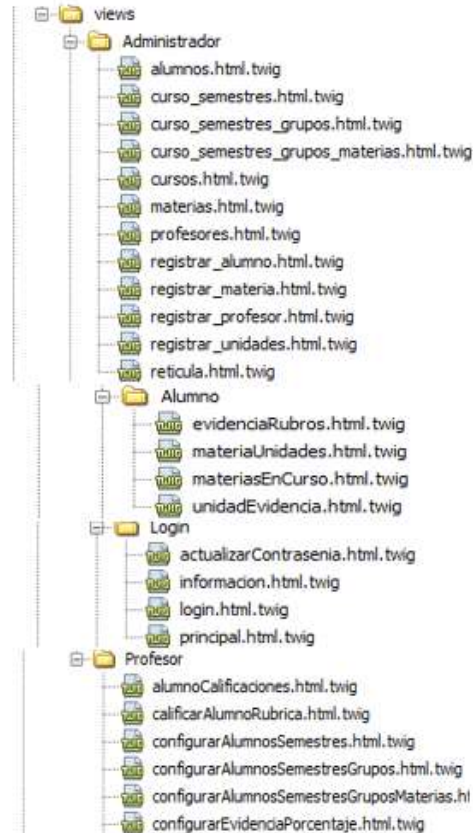 views
Administrador
alumnos.html.twig
curso_semestres.html.twig
curso_semestres_grupos.html.twig
curso_semestres_grupos_materias.html.twig
cursos.html.twig
materias.html.twig
profesores.html.twig
registrar_alumno.html.twig
registrar_materia.html.twig
registrar_profesor.html.twig
registrar_unidades.html.twig
reticula.html.twig
Alumno
evidenciaRubros.html.twig
materiaUnidades.html.twig
materiasEnCurso.html.twig
unidadEvidencia.html.twig
Login
actualizarContrasenia.html.twig
informacion.html.twig
login.html.twig
principal.html.twig
Profesor
alumnoCalificaciones.html.twig
calificarAlumnoRubrica.html.twig
configurarAlumnosSemestres.html.twig
configurarAlumnosSemestresGrupos.html.twig
configurarAlumnosSemestresGruposMaterias.ht
configurarEvidenciaPorcentaje.html.twig